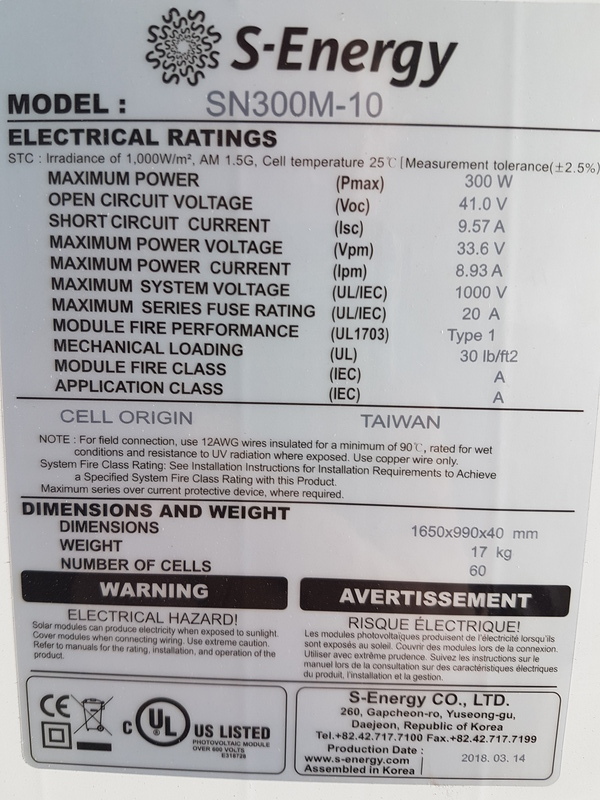 S-Energy
MODEL : SN300M-10
ELECTRICAL RATINGS
STC : Irradiance of 1,000W/m², AM 1.5G, Cell temperature 25℃ [Measurement tolerance(±2.5%)
MAXIMUM POWER (Pmax) 300 W
OPEN CIRCUIT VOLTAGE (Voc) 41.0 V
SHORT CIRCUIT CURRENT (Isc) 9.57 A
MAXIMUM POWER VOLTAGE (Vpm) 33.6 V
MAXIMUM POWER CURRENT (Ipm) 8.93 A
MAXIMUM SYSTEM VOLTAGE (UL/IEC) 1000 V
MAXIMUM SERIES FUSE RATING (UL/IEC) 20 A
MODULE FIRE PERFORMANCE (UL1703) Type 1
MECHANICAL LOADING (UL) 30 lb/ft2
MODULE FIRE CLASS (IEC) A
APPLICATION CLASS (IEC) A
CELL ORIGIN TAIWAN
NOTE : For field connection, use 12AWG wires insulated for a minimum of 90℃, rated for wet
conditions and resistance to UV radiation where exposed. Use copper wire only.
System Fire Class Rating: See Installation Instructions for Installation Requirements to Achieve
a Specified System Fire Class Rating with this Product.
Maximum series over current protective device, where required.
DIMENSIONS AND WEIGHT
DIMENSIONS 1650x990x40 mm
WEIGHT 17 kg
NUMBER OF CELLS 60
WARNING
ELECTRICAL HAZARD!
Solar modules can produce electricity when exposed to sunlight.
Cover modules when connecting wiring. Use extreme caution.
Refer to manuals for the rating, installation, and operation of the
product.
AVERTISSEMENT
RISQUE ÉLECTRIQUE!
Les modules photovoltaïques produisent de l'électricité lorsqu'ils
sont exposés au soleil. Couvrir des modules lors de la connexion.
Utiliser avec extrême prudence. Suivez les instructions sur le
manuel lors de la consultation sur des caractéristiques électriques
du produit, l'installation et la gestion.
CE
c UL US LISTED
PHOTOVOLTAIC MODULE
OVER 600 VOLTS
E318728
S-Energy CO., LTD.
260, Gapcheon-ro, Yuseong-gu,
Daejeon, Republic of Korea
Tel.+82.42.717.7100 Fax.+82.42.717.7199
Production Date :
www.s-energy.com 2018. 03. 14
Assembled in Korea